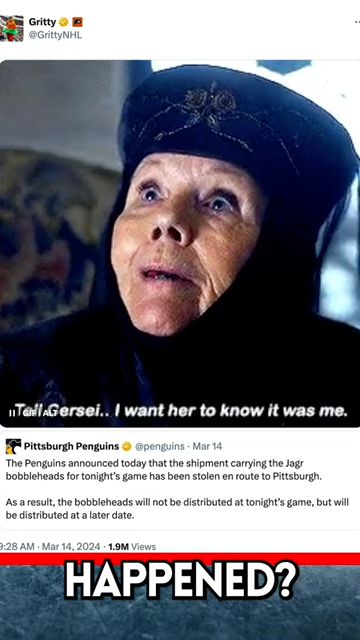 Gritty
@GrittyNHL
Tell Cersei.. I want her to know it was me.
GIF ALT
Pittsburgh Penguins @penguins · Mar 14
The Penguins announced today that the shipment carrying the Jagr
bobbleheads for tonight's game has been stolen en route to Pittsburgh.
As a result, the bobbleheads will not be distributed at tonight's game, but will
be distributed at a later date.
9:28 AM · Mar 14, 2024 · 1.9M Views
HAPPENED?